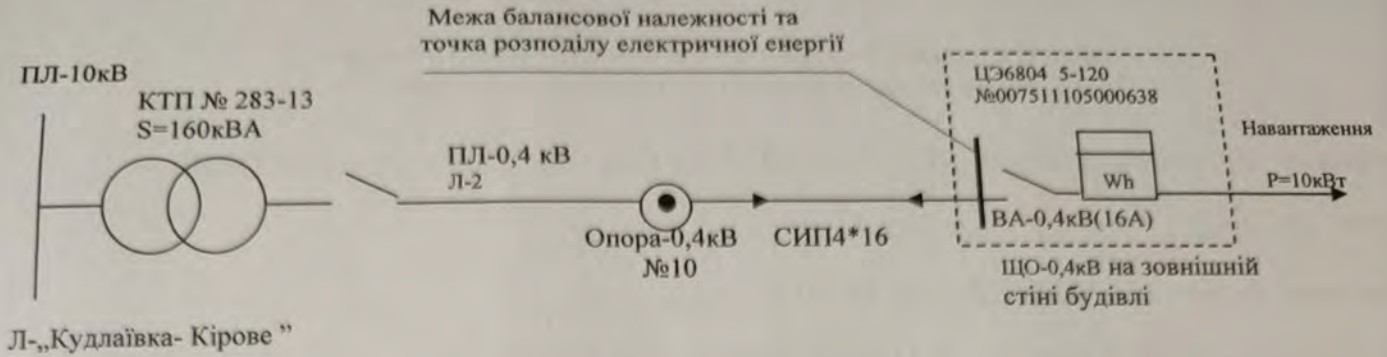 Межа балансової належності та
точка розподілу електричної енергії
ПЛ-10кВ
КТП № 283-13
S=160кВА
ЦЭ6804 5-120
№007511105000638
Навантаження
ПЛ-0,4 кВ
Л-2
Wh
Р=10кВт
Опора-0,4кВ
№10
СИП4*16
ВА-0,4кВ(16А)
ЩО-0,4кВ на зовнішній
стіні будівлі
Л-„Кудлаївка- Кірове ”